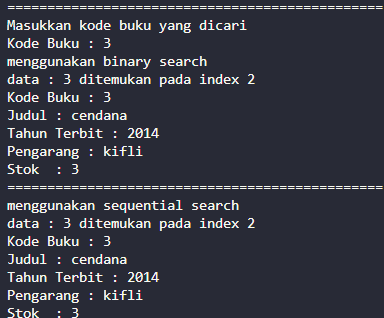 ===============================================
Masukkan kode buku yang dicari
Kode Buku : 3
menggunakan binary search
data : 3 ditemukan pada index 2
Kode Buku : 3
Judul : cendana
Tahun Terbit : 2014
Pengarang : kifli
Stok  : 3
===============================================
menggunakan sequential search
data : 3 ditemukan pada index 2
Kode Buku : 3
Judul : cendana
Tahun Terbit : 2014
Pengarang : kifli
Stok  : 3